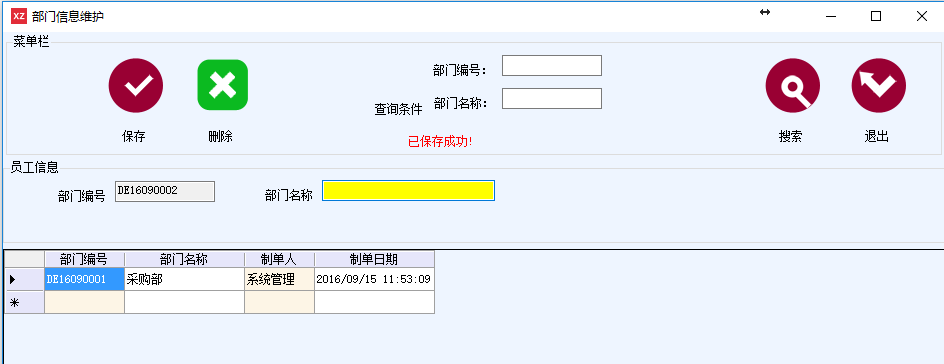 XZ 部门信息维护
菜单栏
保存
删除
查询条件
部门编号：
部门名称：
已保存成功!
搜索
退出
员工信息
部门编号 DE16090002 部门名称
部门编号 部门名称 制单人 制单日期
DE16090001 采购部 系统管理 2016/09/15 11:53:09